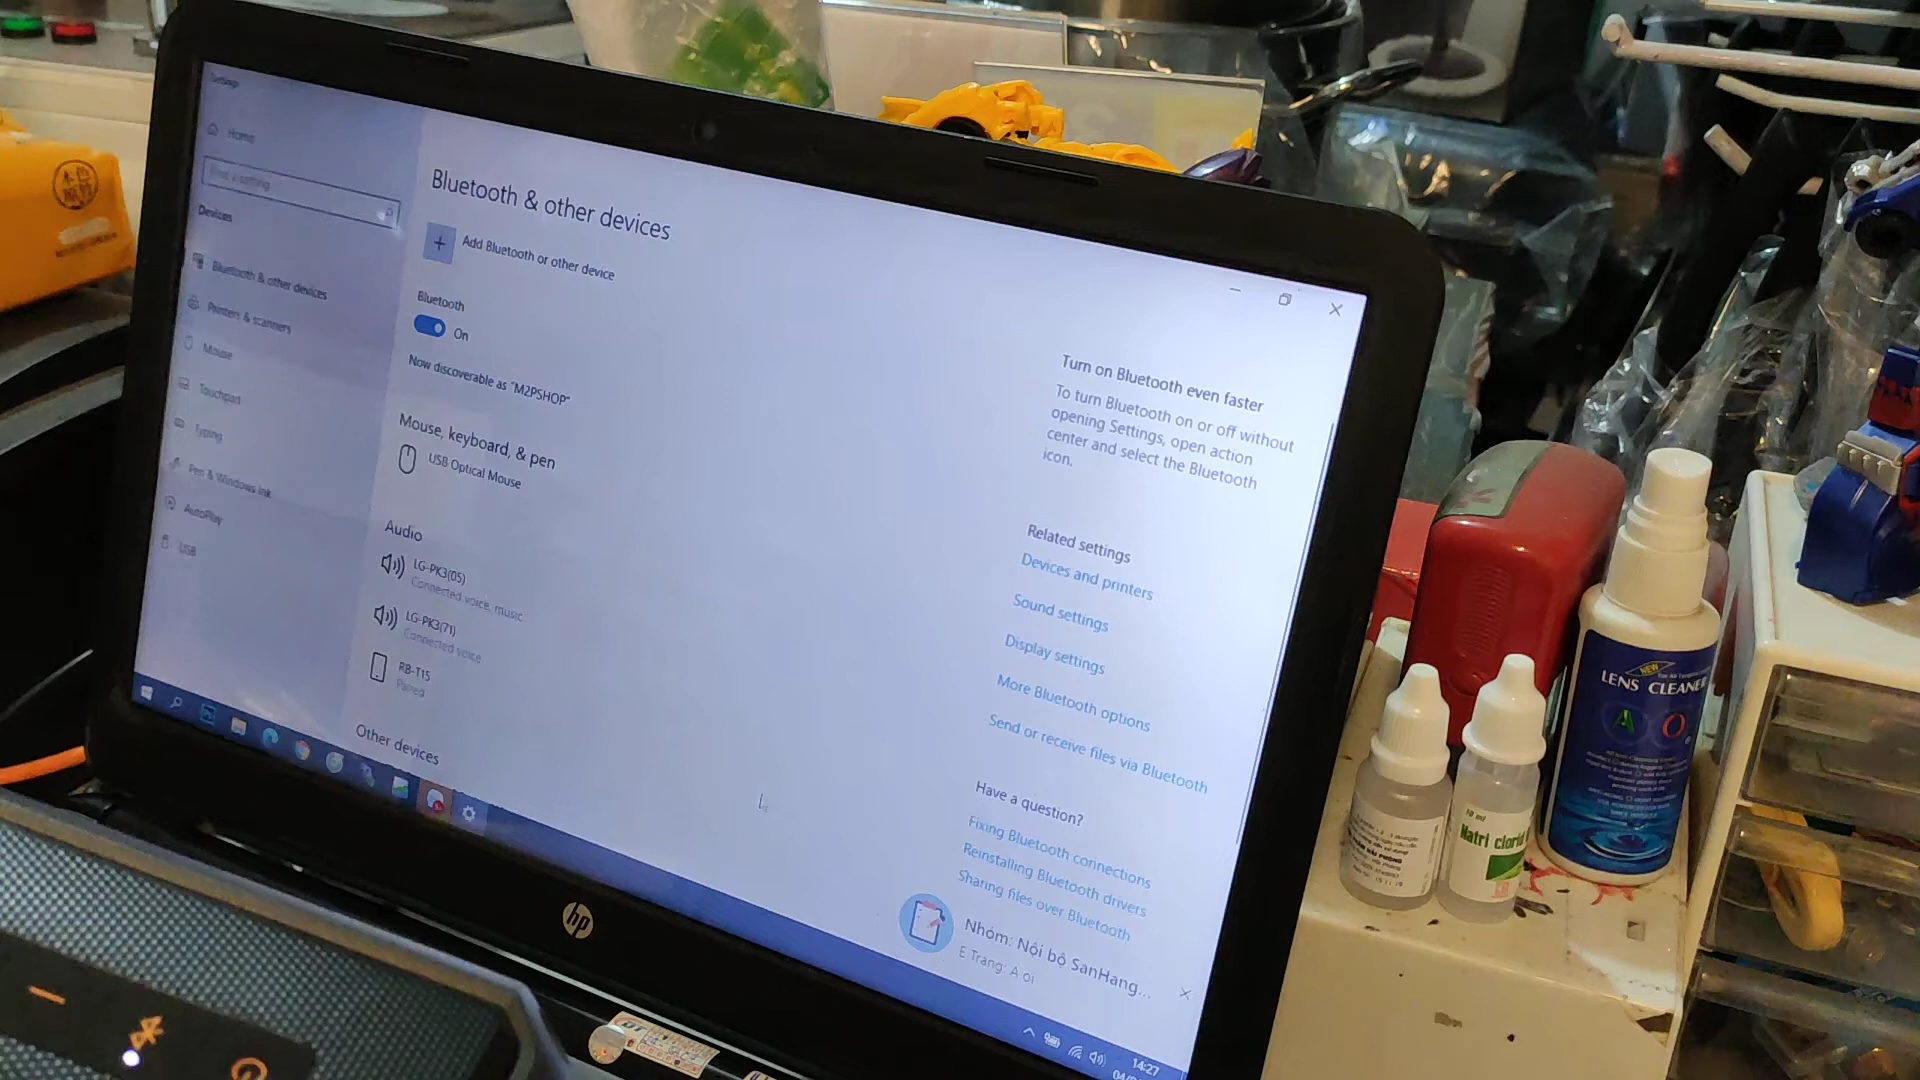 Settings
Home
Find a setting
Devices
Bluetooth & other devices
Printers & scanners
Mouse
Touchpad
Typing
Pen & Windows Ink
AutoPlay
USB
Bluetooth & other devices
Add Bluetooth or other device
Bluetooth
On
Now discoverable as "M2PSHOP"
Mouse, keyboard, & pen
USB Optical Mouse
Audio
LG-PK3(05)
Connected voice, music
LG-PK3(71)
Connected voice
RB-T15
Paired
Other devices
Turn on Bluetooth even faster
To turn Bluetooth on or off without
opening Settings, open action
center and select the Bluetooth
icon.
Related settings
Devices and printers
Sound settings
Display settings
More Bluetooth options
Send or receive files via Bluetooth
Have a question?
Fixing Bluetooth connections
Reinstalling Bluetooth drivers
Sharing files over Bluetooth
Nhóm: Nội bộ SanHang...
E Trang: A ơi
14:27
hp
NEW
LENS CLEANER
A O
10 ml
Natri clorid